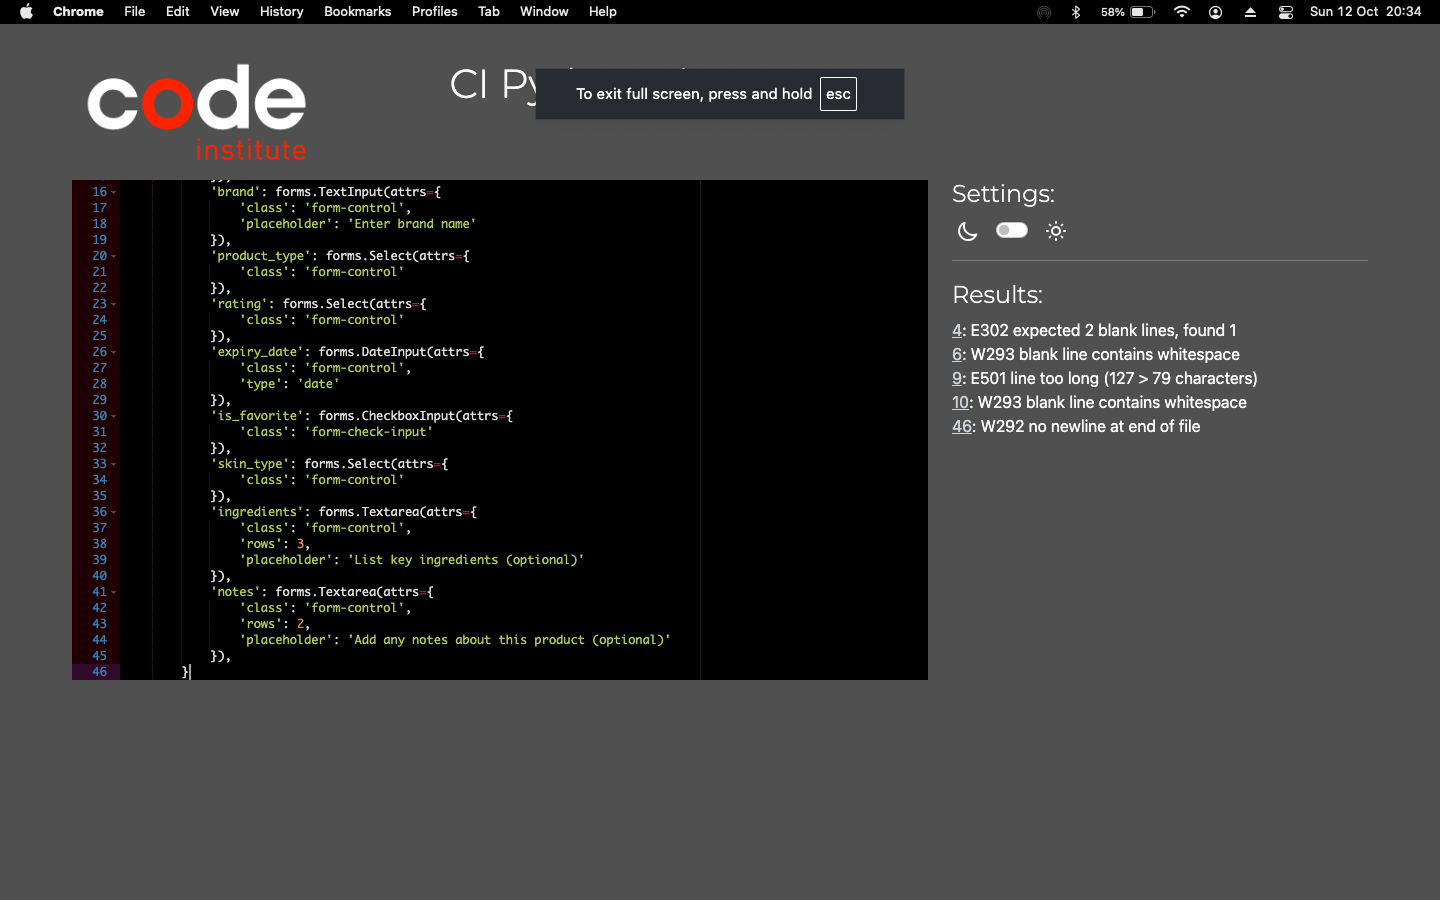 Chrome File Edit View History Bookmarks Profiles Tab Window Help 58% Sun 12 Oct 20:34
code
institute
CI
To exit full screen, press and hold esc
16 'brand': forms.TextInput(attrs={
17 'class': 'form-control',
18 'placeholder': 'Enter brand name'
19 }),
20 'product_type': forms.Select(attrs={
21 'class': 'form-control'
22 }),
23 'rating': forms.Select(attrs={
24 'class': 'form-control'
25 }),
26 'expiry_date': forms.DateInput(attrs={
27 'class': 'form-control',
28 'type': 'date'
29 }),
30 'is_favorite': forms.CheckboxInput(attrs={
31 'class': 'form-check-input'
32 }),
33 'skin_type': forms.Select(attrs={
34 'class': 'form-control'
35 }),
36 'ingredients': forms.Textarea(attrs={
37 'class': 'form-control',
38 'rows': 3,
39 'placeholder': 'List key ingredients (optional)'
40 }),
41 'notes': forms.Textarea(attrs={
42 'class': 'form-control',
43 'rows': 2,
44 'placeholder': 'Add any notes about this product (optional)'
45 }),
46 }
Settings:
Results:
4: E302 expected 2 blank lines, found 1
6: W293 blank line contains whitespace
9: E501 line too long (127 > 79 characters)
10: W293 blank line contains whitespace
46: W292 no newline at end of file